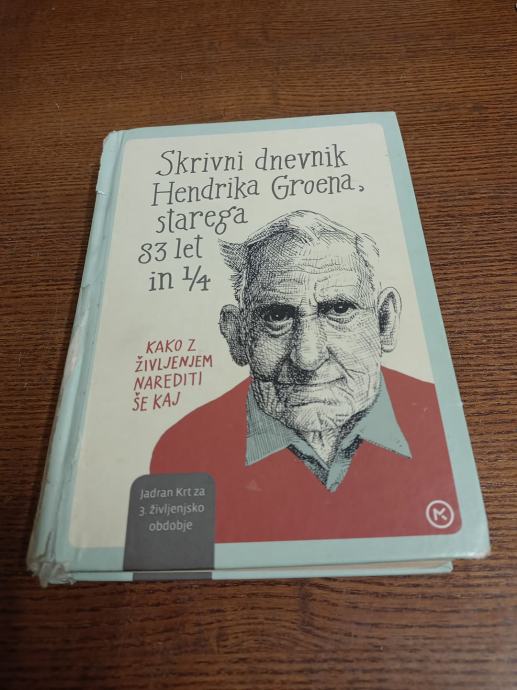 Skrivni dnevnik
Hendrika Groena,
starega
83 let
in 1/4
KAKO Z
ŽIVLJENJEM
NAREDITI
ŠE KAJ
Jadran Krt za
3. življenjsko
obdobje